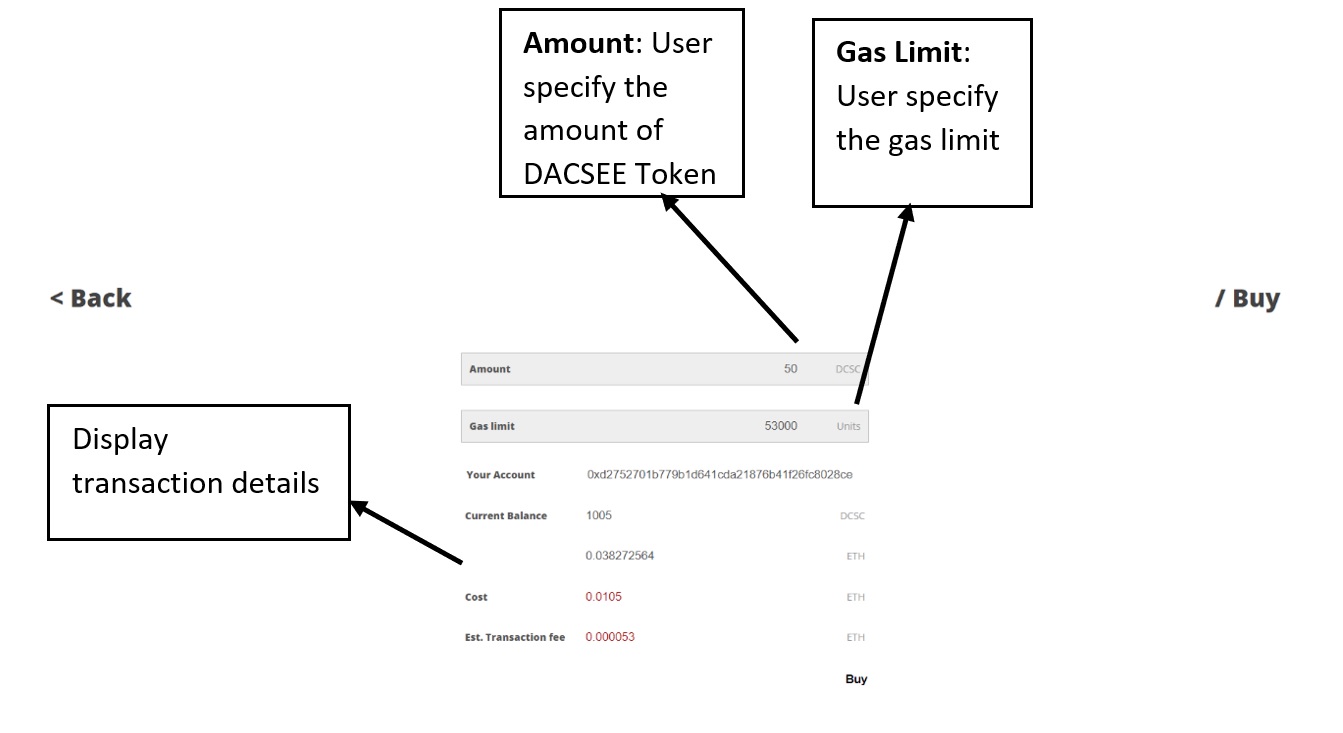 Amount: User
specify the
amount of
DACSEE Token
Gas Limit:
User specify
the gas limit
< Back
/ Buy
Amount 50 DCSC
Gas limit 53000 Units
Display
transaction details
Your Account 0xd2752701b779b1d641cda21876b41f26fc8028ce
Current Balance 1005 DCSC
0.038272564 ETH
Cost 0.0105 ETH
Est. Transaction fee 0.000053 ETH
Buy